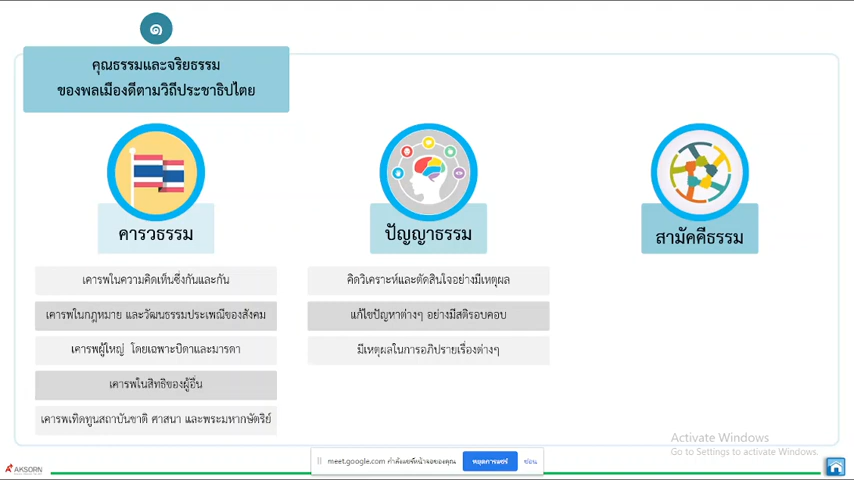 ๑
คุณธรรมและจริยธรรม
ของพลเมืองดีตามวิถีประชาธิปไตย
คารวธรรม
เคารพในความคิดเห็นซึ่งกันและกัน
เคารพในกฎหมาย และวัฒนธรรมประเพณีของสังคม
เคารพผู้ใหญ่ โดยเฉพาะบิดาและมารดา
เคารพในสิทธิของผู้อื่น
เคารพเทิดทูนสถาบันชาติ ศาสนา และพระมหากษัตริย์
ปัญญาธรรม
คิดวิเคราะห์และตัดสินใจอย่างมีเหตุผล
แก้ไขปัญหาต่างๆ อย่างมีสติรอบคอบ
มีเหตุผลในการอภิปรายเรื่องต่างๆ
สามัคคีธรรม
Activate Windows
Go to Settings to activate Windows.
AKSORN
meet.google.com กำลังแชร์หน้าจอของคุณ
หยุดการแชร์
ซ่อน